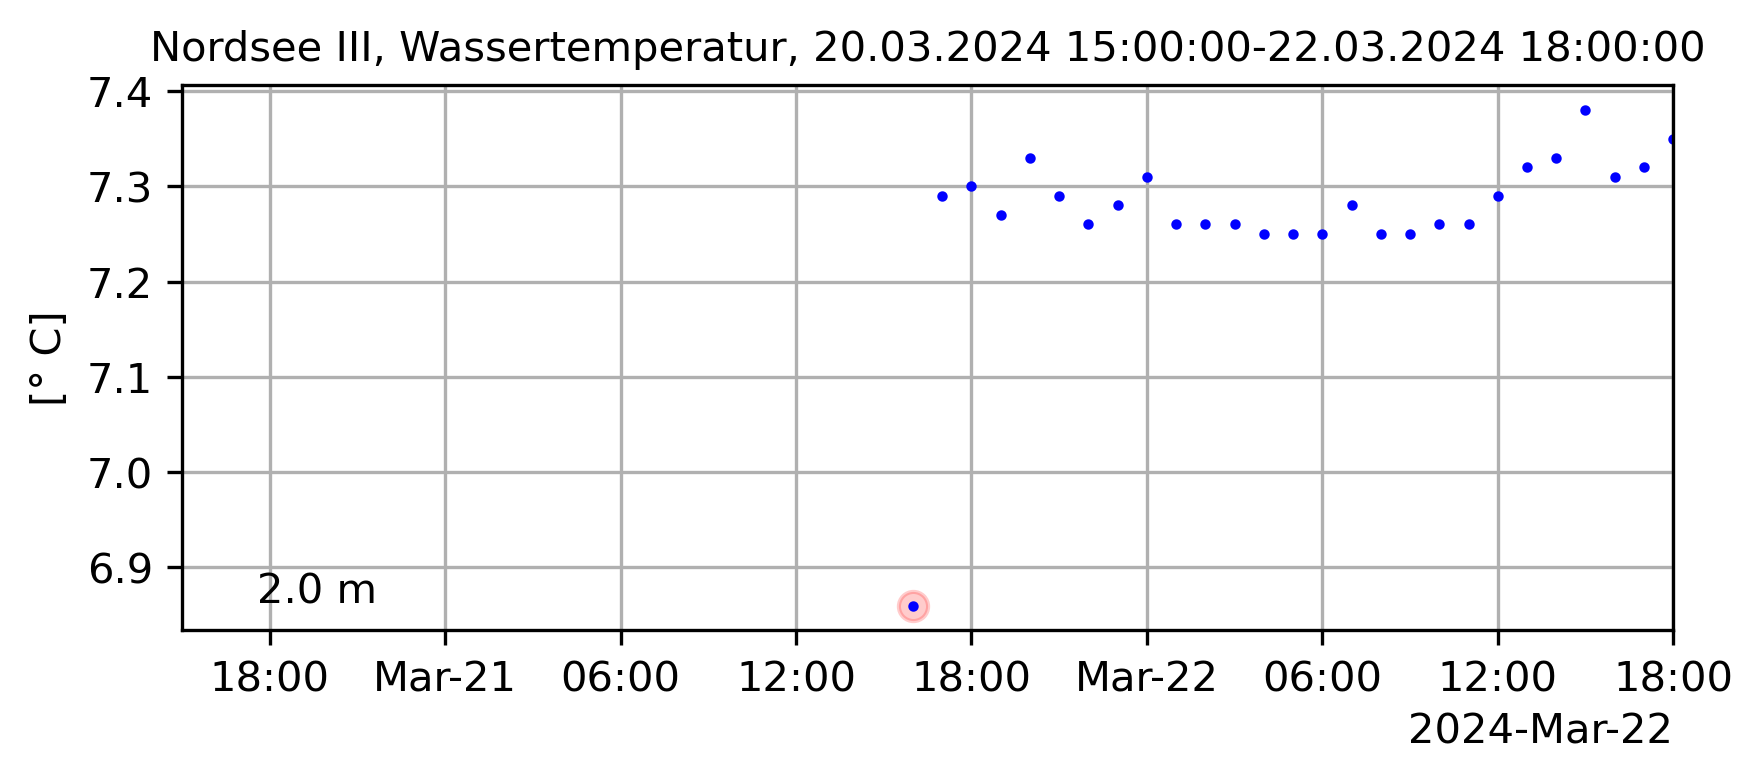 Nordsee III, Wassertemperatur, 20.03.2024 15:00:00-22.03.2024 18:00:00
7.4
7.3
7.2
7.1
7.0
6.9
[° C]
2.0 m
18:00 Mar-21 06:00 12:00 18:00 Mar-22 06:00 12:00 18:00
2024-Mar-22